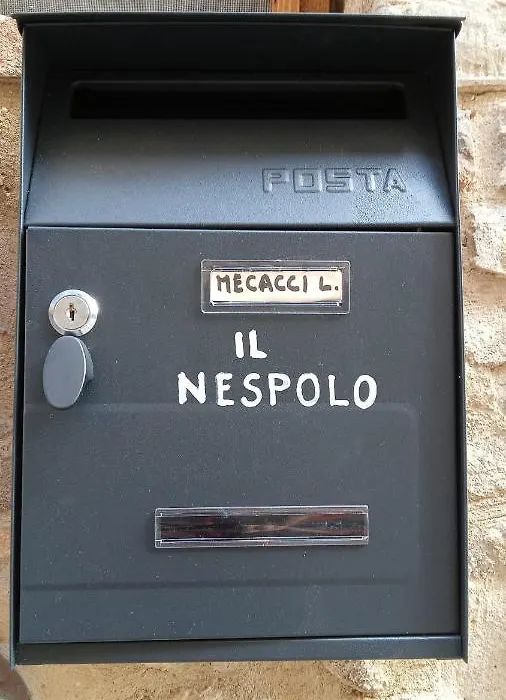 POSTA
MECACCI L.
IL
NESPOLO